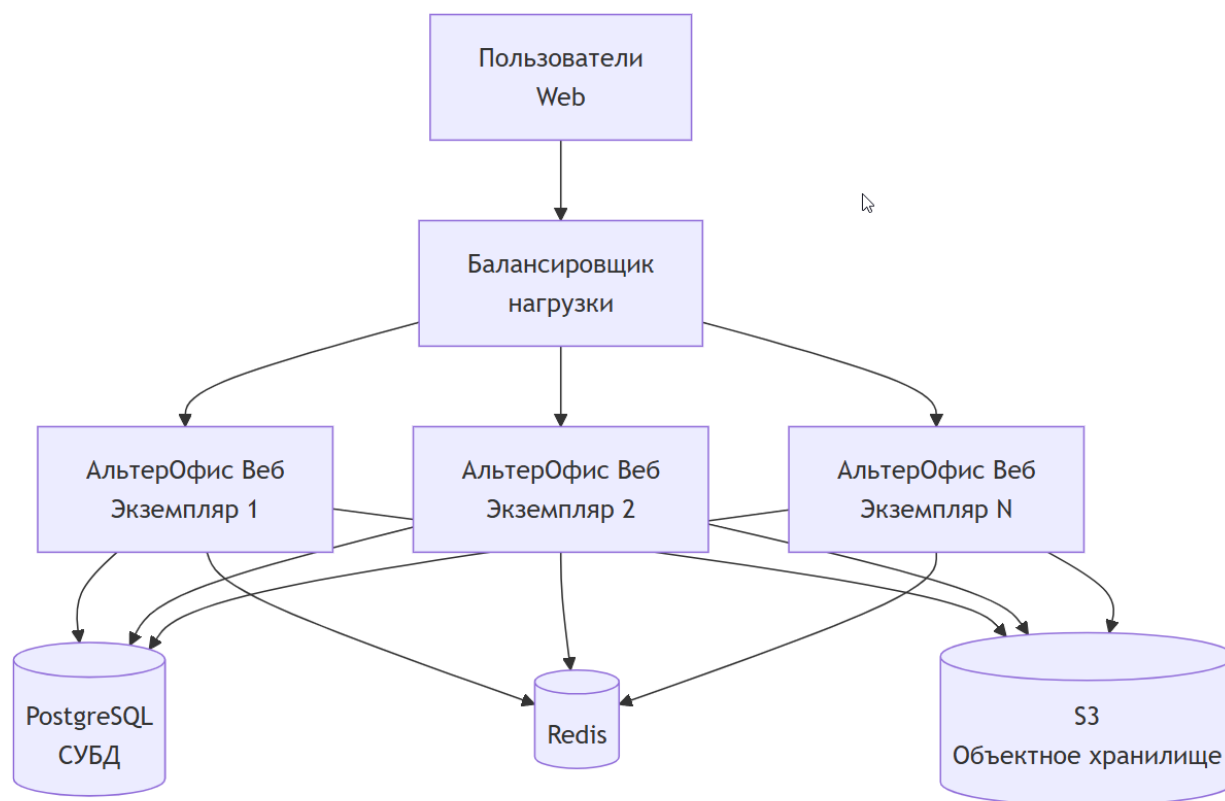 Пользователи
Web
Балансировщик
нагрузки
АльтерОфис Веб
Экземпляр 1
АльтерОфис Веб
Экземпляр 2
АльтерОфис Веб
Экземпляр N
PostgreSQL
СУБД
Redis
S3
Объектное хранилище